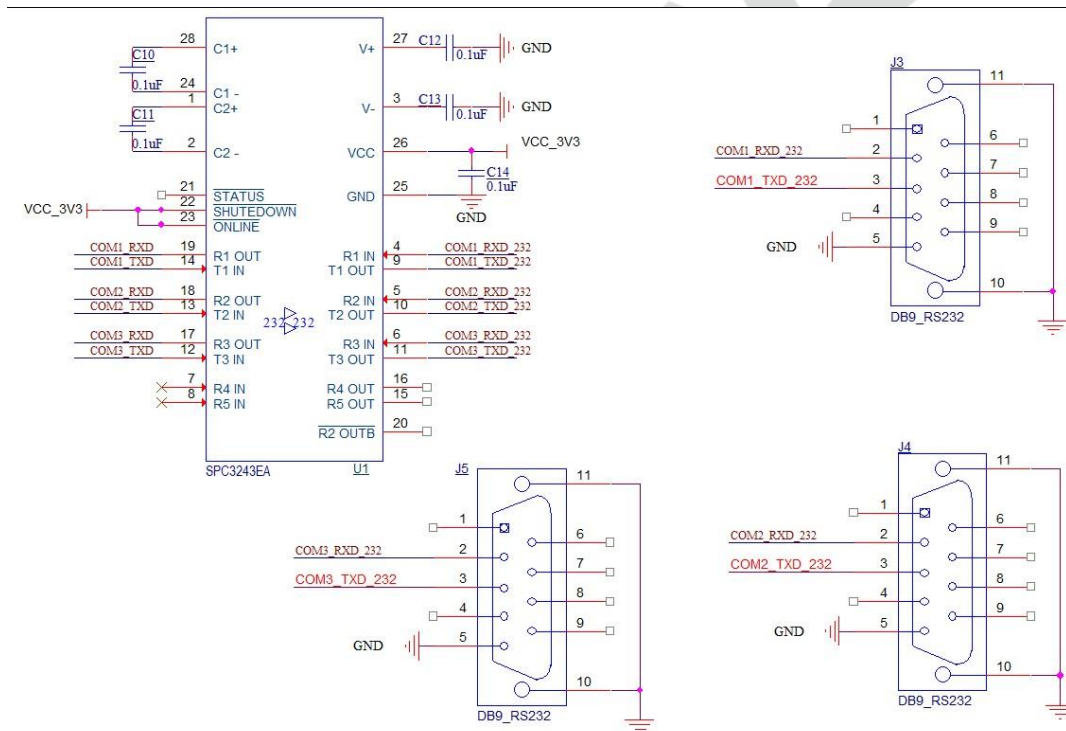 28 C1+ V+ 27 C12 0.1uF GND
C10
0.1uF
24 C1 -
1 C2+ V- 3 C13 0.1uF GND
C11
0.1uF
2 C2 - VCC 26 VCC_3V3
C14
0.1uF
21 STATUS GND 25
GND
VCC_3V3 22 SHUTEDOWN
23 ONLINE
COM1_RXD 19 R1 OUT R1 IN 4 COM1_RXD_232
COM1_TXD 14 T1 IN T1 OUT 9 COM1_TXD_232
COM2_RXD 18 R2 OUT R2 IN 5 COM2_RXD_232
COM2_TXD 13 T2 IN T2 OUT 10 COM2_TXD_232
232 232
COM3_RXD 17 R3 OUT R3 IN 6 COM3_RXD_232
COM3_TXD 12 T3 IN T3 OUT 11 COM3_TXD_232
7 R4 IN R4 OUT 16
8 R5 IN R5 OUT 15
R2 OUTB 20
SPC3243EA U1
J3
11
1
6
COM1_RXD_232 2
7
COM1_TXD_232 3
8
4
9
GND 5
10
DB9_RS232
J5
11
1
6
COM3_RXD_232 2
7
COM3_TXD_232 3
8
4
9
GND 5
10
DB9_RS232
J4
11
1
6
COM2_RXD_232 2
7
COM2_TXD_232 3
8
4
9
GND 5
10
DB9_RS232